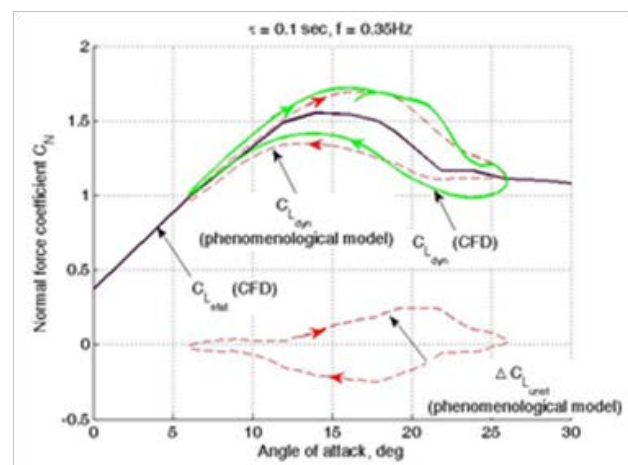 τ = 0.1 sec, f = 0.35Hz
Normal force coefficient C_N
2
1.5
1
0.5
0
-0.5
C_L_dyn
(phenomenological model)
C_L_dyn (CFD)
C_L_stat (CFD)
Δ C_L_unst
(phenomenological model)
0
5
10
15
20
25
30
Angle of attack, deg